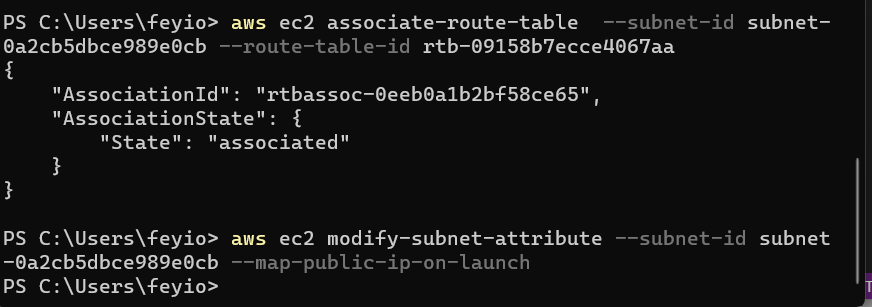 PS C:\Users\feyio> aws ec2 associate-route-table  --subnet-id subnet-
0a2cb5dbce989e0cb --route-table-id rtb-09158b7ecce4067aa
{
    "AssociationId": "rtbassoc-0eeb0a1b2bf58ce65",
    "AssociationState": {
        "State": "associated"
    }
}
PS C:\Users\feyio> aws ec2 modify-subnet-attribute --subnet-id subnet
-0a2cb5dbce989e0cb --map-public-ip-on-launch
PS C:\Users\feyio>
T